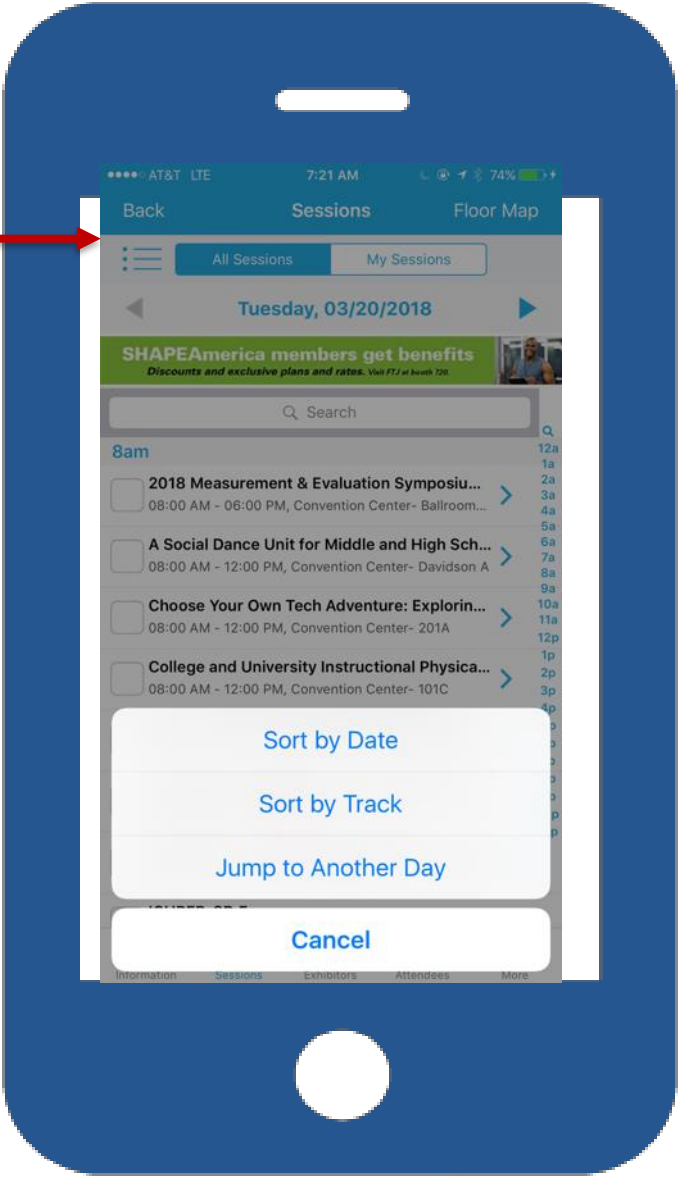 AT&T LTE 7:21 AM 74%
Back Sessions Floor Map
All Sessions My Sessions
Tuesday, 03/20/2018
SHAPEAmerica members get benefits
Discounts and exclusive plans and rates. Visit FTJ at booth 720.
Search
8am
12a
1a
2018 Measurement & Evaluation Symposiu...
08:00 AM - 06:00 PM, Convention Center- Ballroom...
2a
3a
4a
5a
A Social Dance Unit for Middle and High Sch...
08:00 AM - 12:00 PM, Convention Center- Davidson A
6a
7a
8a
9a
Choose Your Own Tech Adventure: Explorin...
08:00 AM - 12:00 PM, Convention Center- 201A
10a
11a
12p
1p
College and University Instructional Physica...
08:00 AM - 12:00 PM, Convention Center- 101C
2p
3p
4p
Sort by Date
Sort by Track
Jump to Another Day
Cancel
Information Sessions Exhibitors Attendees More